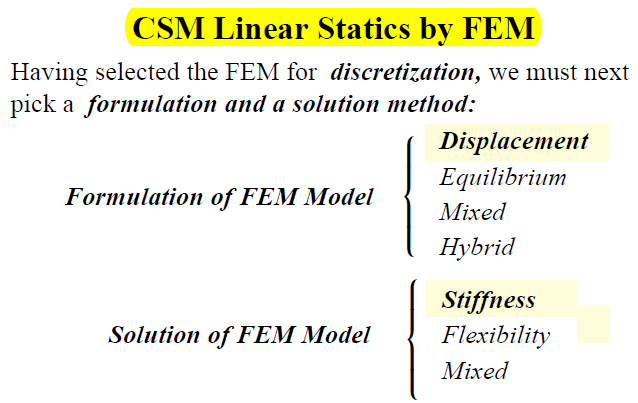 CSM Linear Statics by FEM
Having selected the FEM for discretization, we must next
pick a formulation and a solution method:
Formulation of FEM Model
Displacement
Equilibrium
Mixed
Hybrid
Solution of FEM Model
Stiffness
Flexibility
Mixed